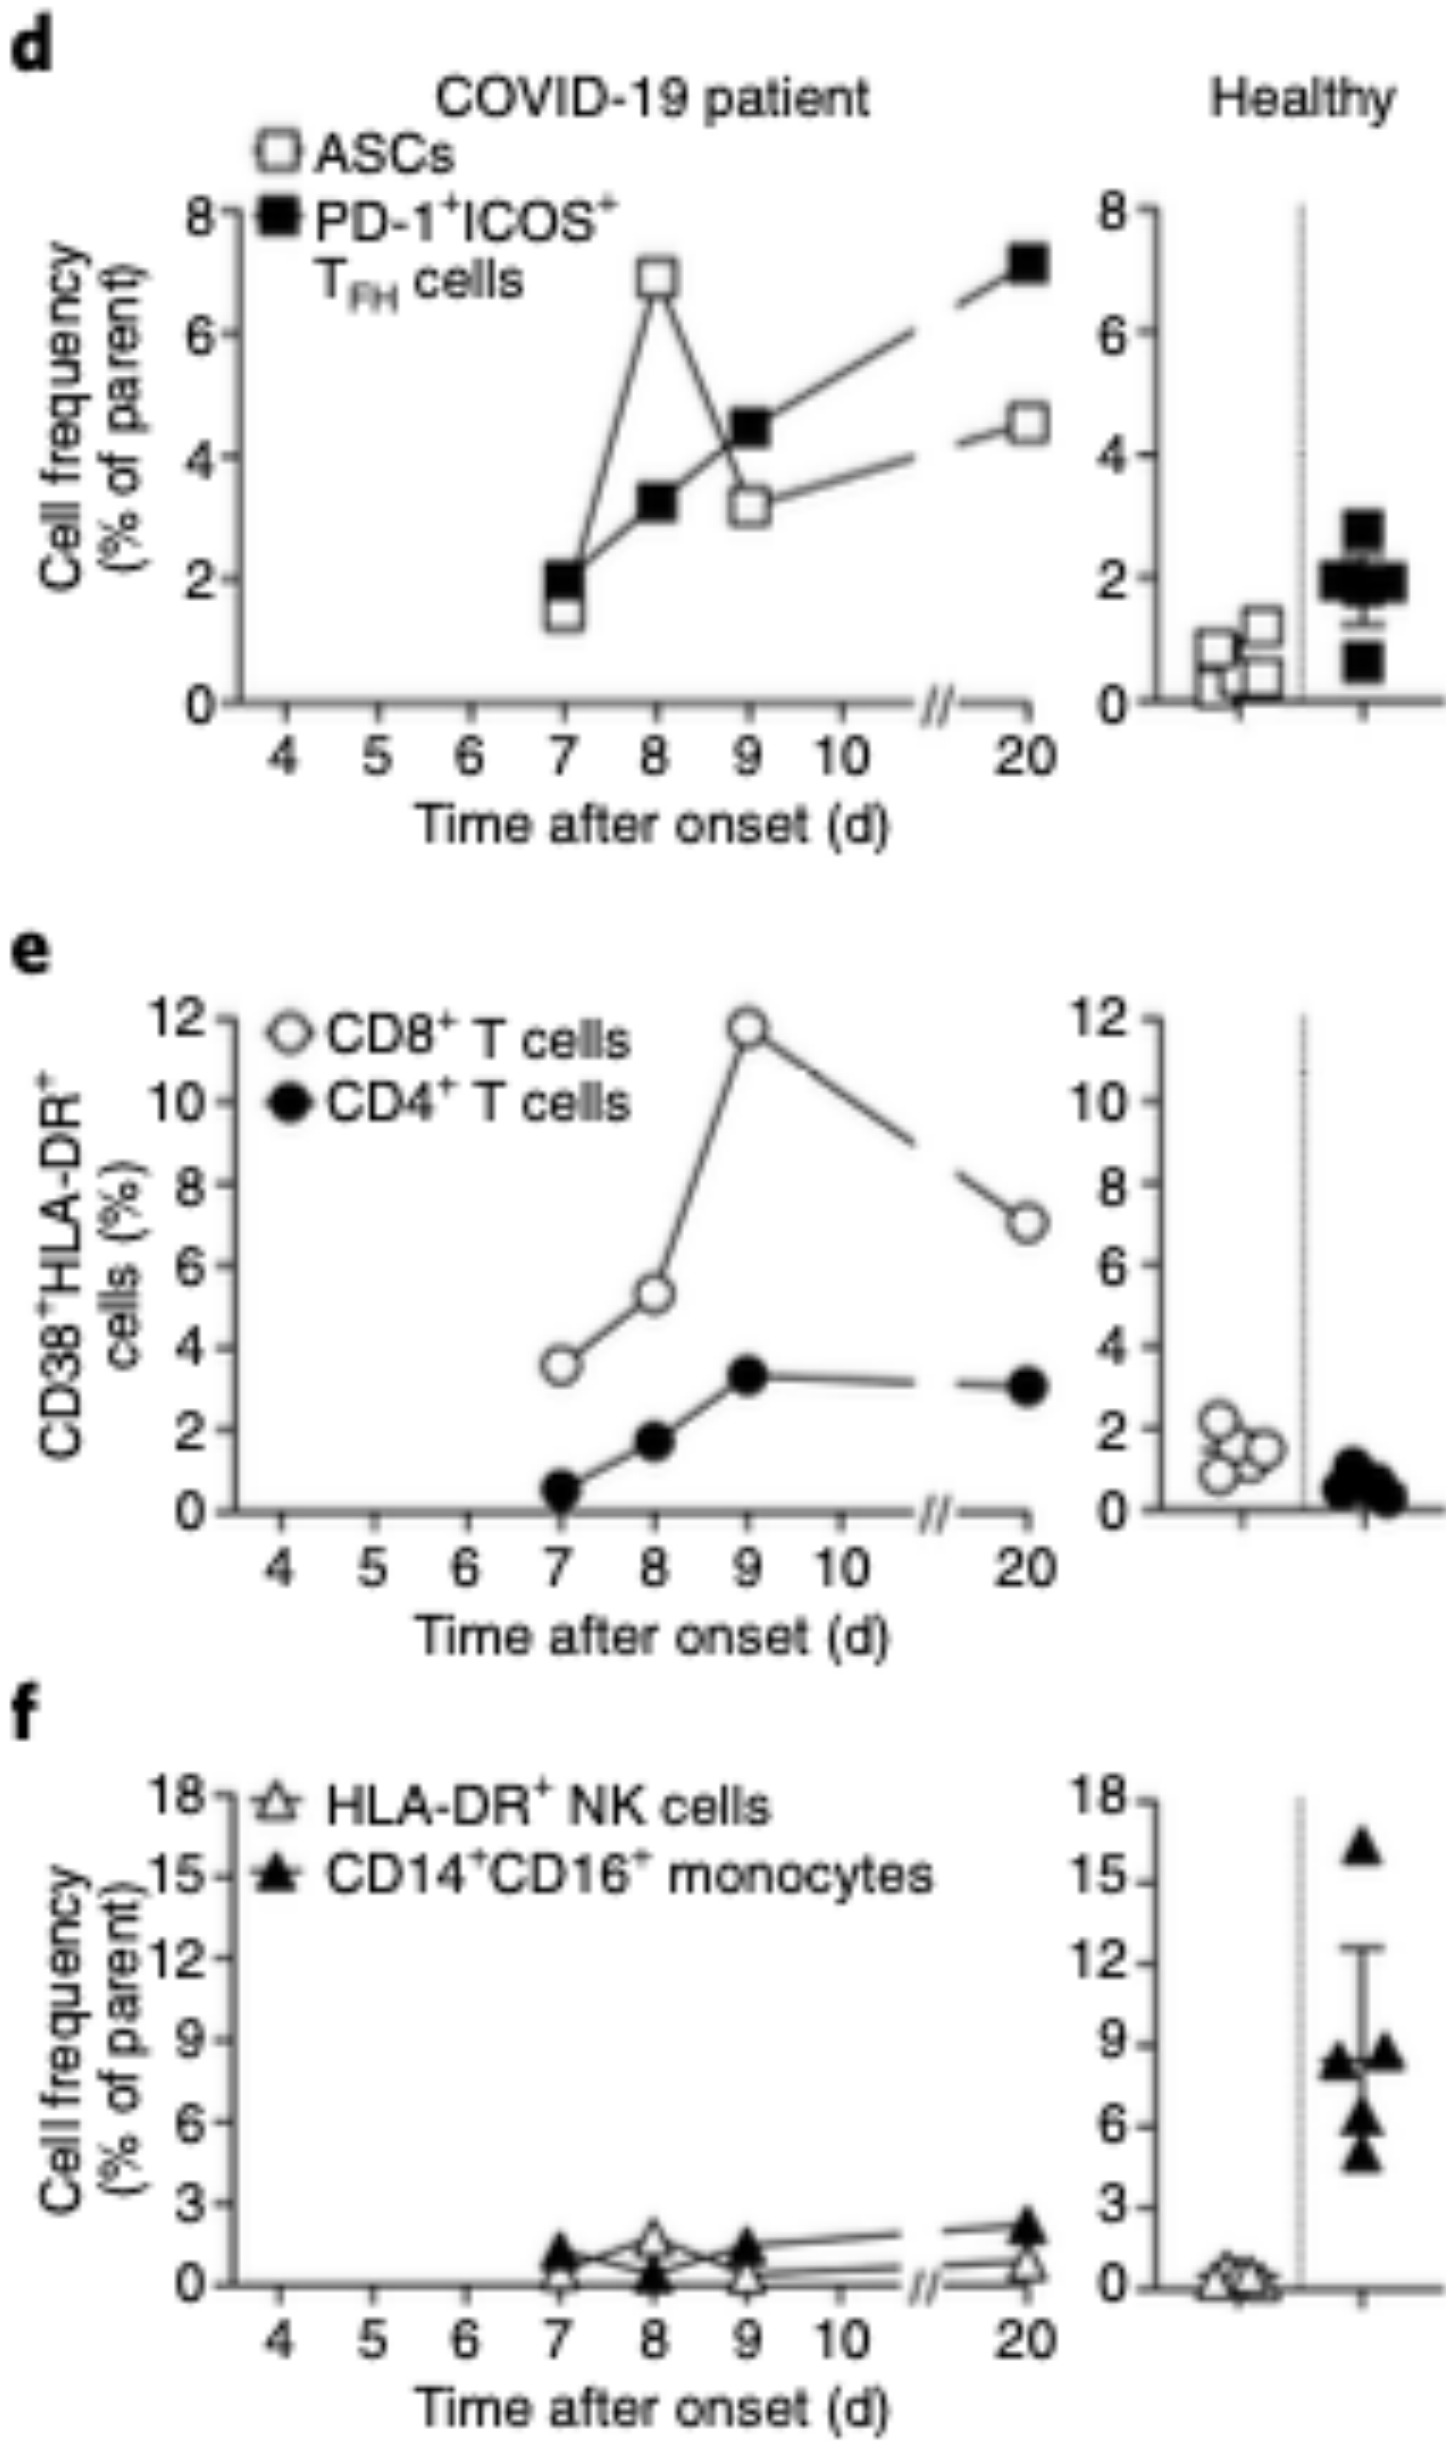 d
COVID-19 patient
Healthy
ASCs
PD-1⁺ICOS⁺
T_FH cells
Cell frequency
(% of parent)
8
6
4
2
0
4 5 6 7 8 9 10 // 20
Time after onset (d)
8
6
4
2
0
e
CD8⁺ T cells
CD4⁺ T cells
CD38⁺HLA-DR⁺
cells (%)
12
10
8
6
4
2
0
4 5 6 7 8 9 10 // 20
Time after onset (d)
12
10
8
6
4
2
0
f
HLA-DR⁺ NK cells
CD14⁺CD16⁺ monocytes
Cell frequency
(% of parent)
18
15
12
9
6
3
0
4 5 6 7 8 9 10 // 20
Time after onset (d)
18
15
12
9
6
3
0